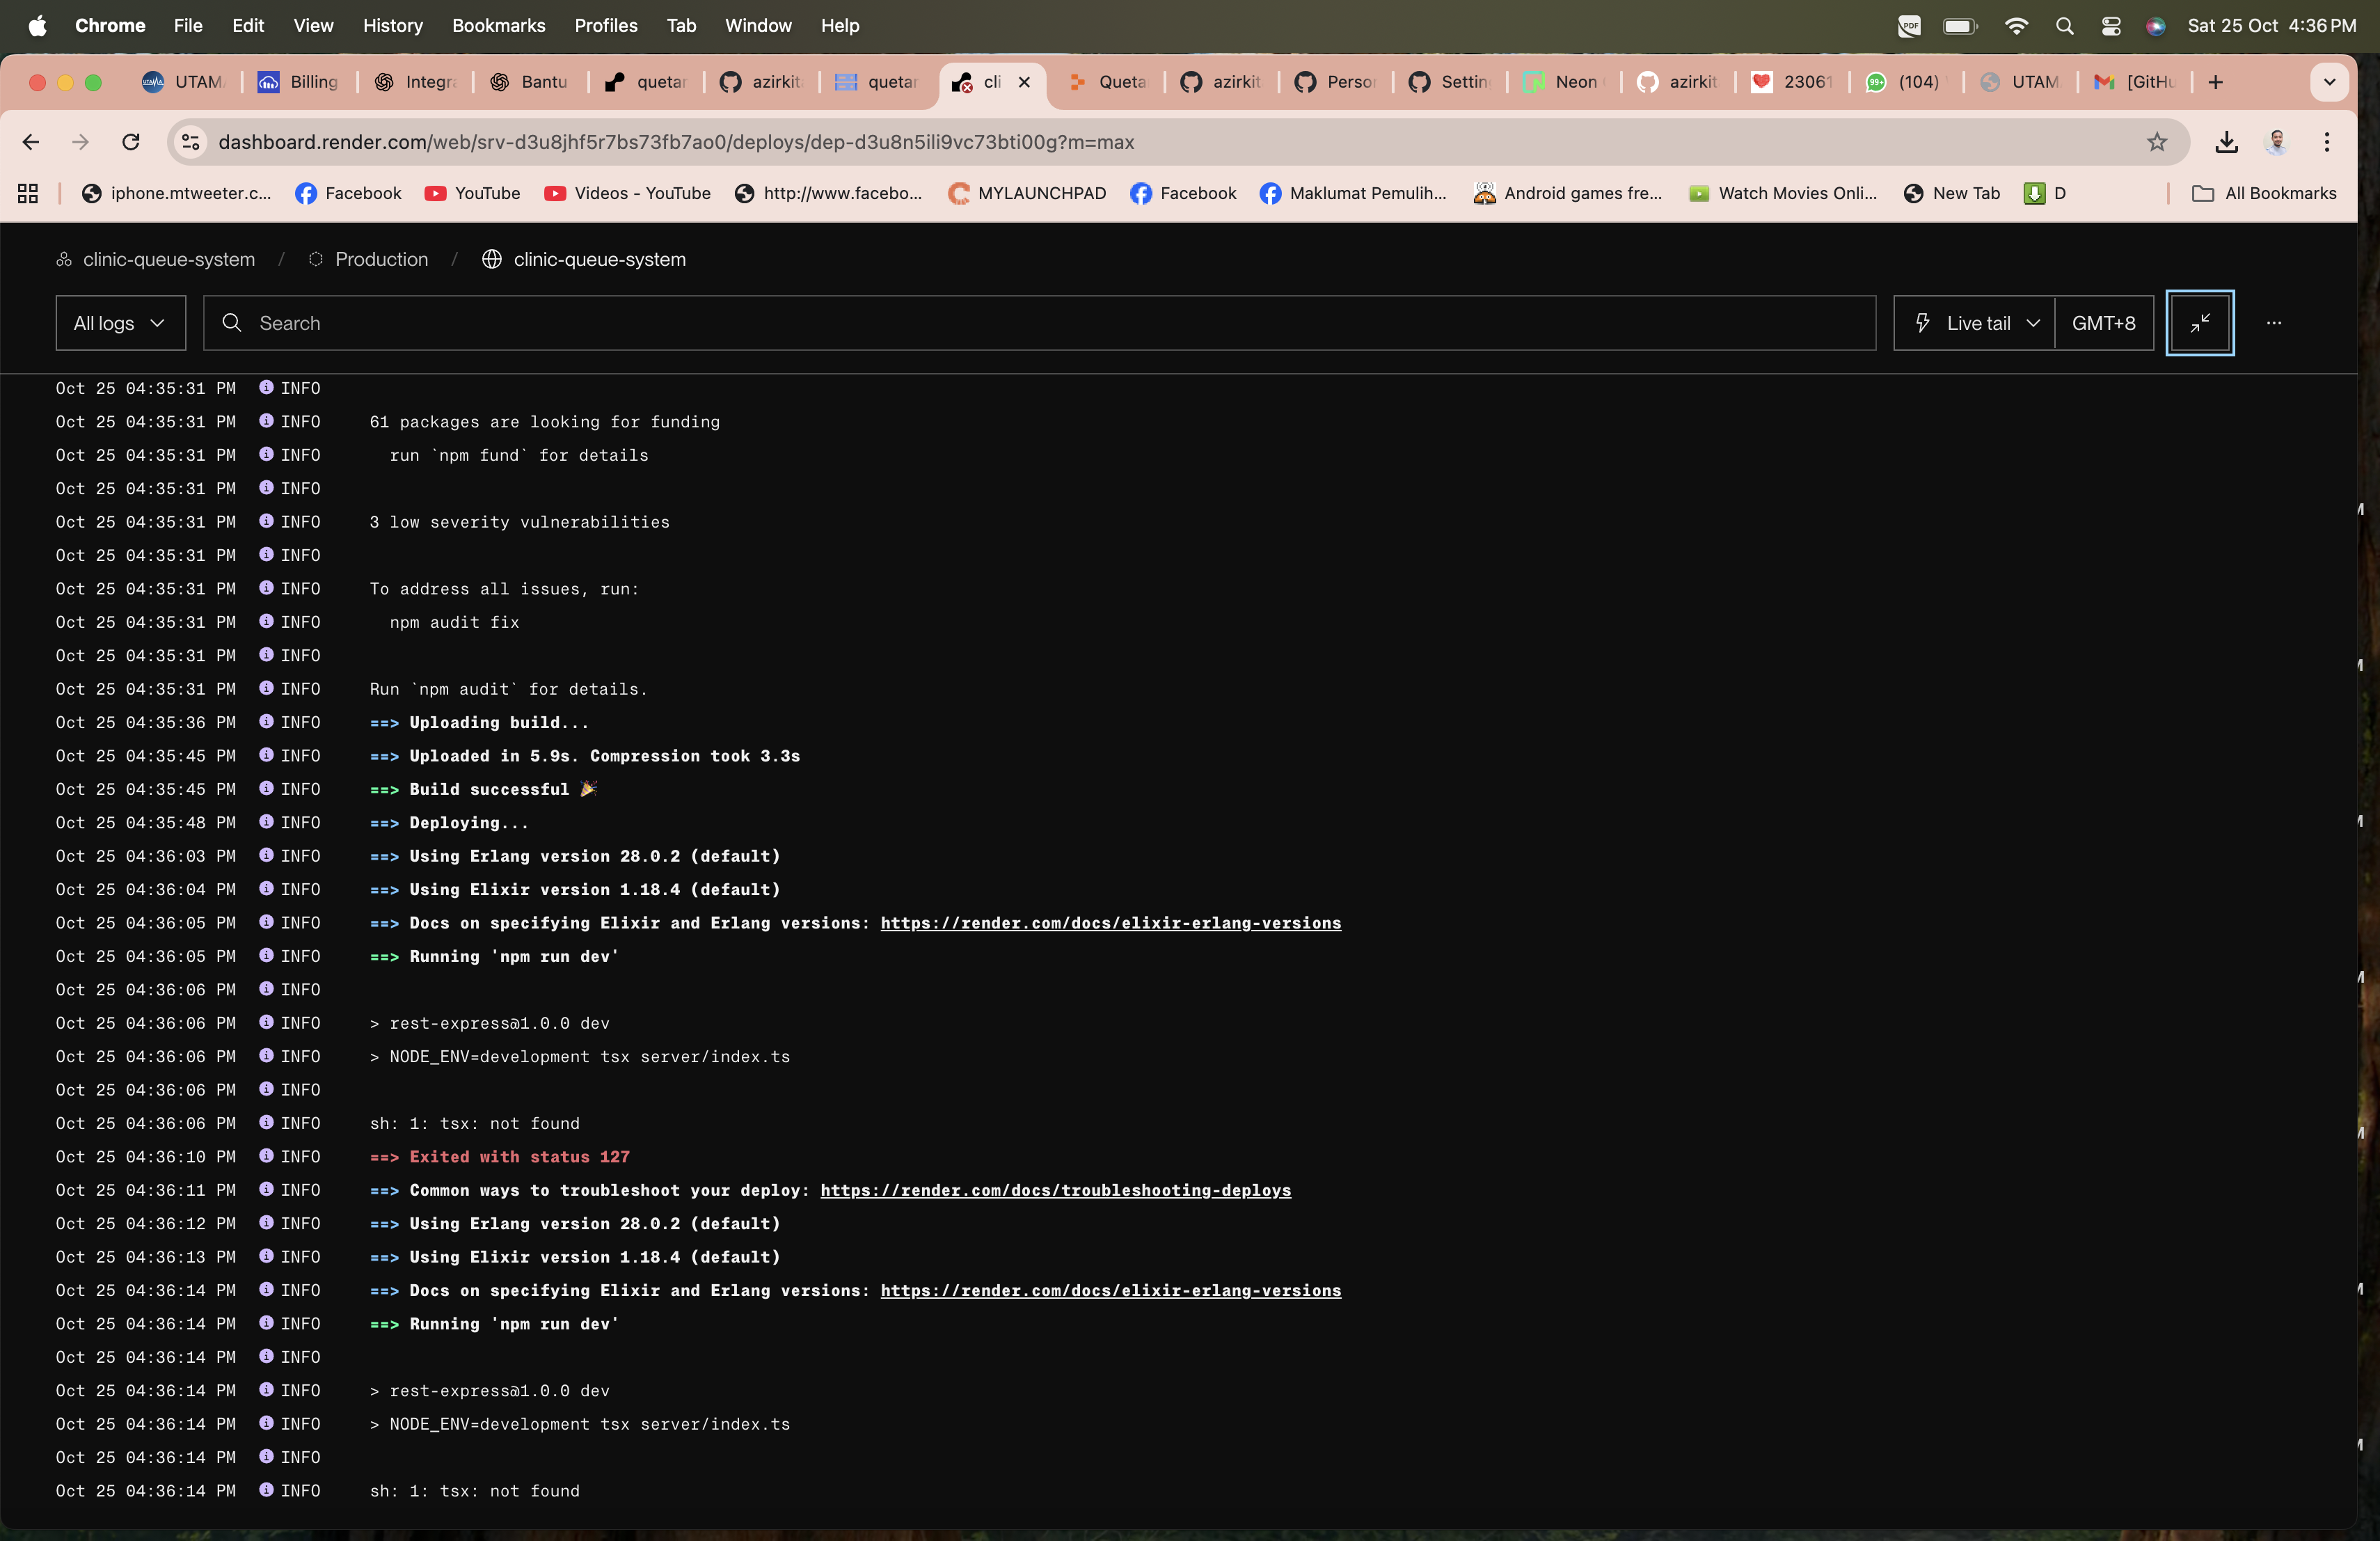 Chrome File Edit View History Bookmarks Profiles Tab Window Help PDF Sat 25 Oct 4:36 PM
UTAM Billing Integr Bantu quetar azirkit quetar cli Queta azirkit Perso Settin Neon azirkit 23061 99+ (104) UTAM [GitHu
dashboard.render.com/web/srv-d3u8jhf5r7bs73fb7ao0/deploys/dep-d3u8n5ili9vc73bti00g?m=max
iphone.mtweeter.c... Facebook YouTube Videos - YouTube http://www.facebo... MYLAUNCHPAD Facebook Maklumat Pemulih... Android games fre... Watch Movies Onli... New Tab D All Bookmarks
clinic-queue-system / Production / clinic-queue-system
All logs Search Live tail GMT+8 ...
Oct 25 04:35:31 PM INFO
Oct 25 04:35:31 PM INFO 61 packages are looking for funding
Oct 25 04:35:31 PM INFO run `npm fund` for details
Oct 25 04:35:31 PM INFO
Oct 25 04:35:31 PM INFO 3 low severity vulnerabilities
Oct 25 04:35:31 PM INFO
Oct 25 04:35:31 PM INFO To address all issues, run:
Oct 25 04:35:31 PM INFO npm audit fix
Oct 25 04:35:31 PM INFO
Oct 25 04:35:31 PM INFO Run `npm audit` for details.
Oct 25 04:35:36 PM INFO ==> Uploading build...
Oct 25 04:35:45 PM INFO ==> Uploaded in 5.9s. Compression took 3.3s
Oct 25 04:35:45 PM INFO ==> Build successful 🎉
Oct 25 04:35:48 PM INFO ==> Deploying...
Oct 25 04:36:03 PM INFO ==> Using Erlang version 28.0.2 (default)
Oct 25 04:36:04 PM INFO ==> Using Elixir version 1.18.4 (default)
Oct 25 04:36:05 PM INFO ==> Docs on specifying Elixir and Erlang versions: https://render.com/docs/elixir-erlang-versions
Oct 25 04:36:05 PM INFO ==> Running 'npm run dev'
Oct 25 04:36:06 PM INFO
Oct 25 04:36:06 PM INFO > rest-express@1.0.0 dev
Oct 25 04:36:06 PM INFO > NODE_ENV=development tsx server/index.ts
Oct 25 04:36:06 PM INFO
Oct 25 04:36:06 PM INFO sh: 1: tsx: not found
Oct 25 04:36:10 PM INFO ==> Exited with status 127
Oct 25 04:36:11 PM INFO ==> Common ways to troubleshoot your deploy: https://render.com/docs/troubleshooting-deploys
Oct 25 04:36:12 PM INFO ==> Using Erlang version 28.0.2 (default)
Oct 25 04:36:13 PM INFO ==> Using Elixir version 1.18.4 (default)
Oct 25 04:36:14 PM INFO ==> Docs on specifying Elixir and Erlang versions: https://render.com/docs/elixir-erlang-versions
Oct 25 04:36:14 PM INFO ==> Running 'npm run dev'
Oct 25 04:36:14 PM INFO
Oct 25 04:36:14 PM INFO > rest-express@1.0.0 dev
Oct 25 04:36:14 PM INFO > NODE_ENV=development tsx server/index.ts
Oct 25 04:36:14 PM INFO
Oct 25 04:36:14 PM INFO sh: 1: tsx: not found